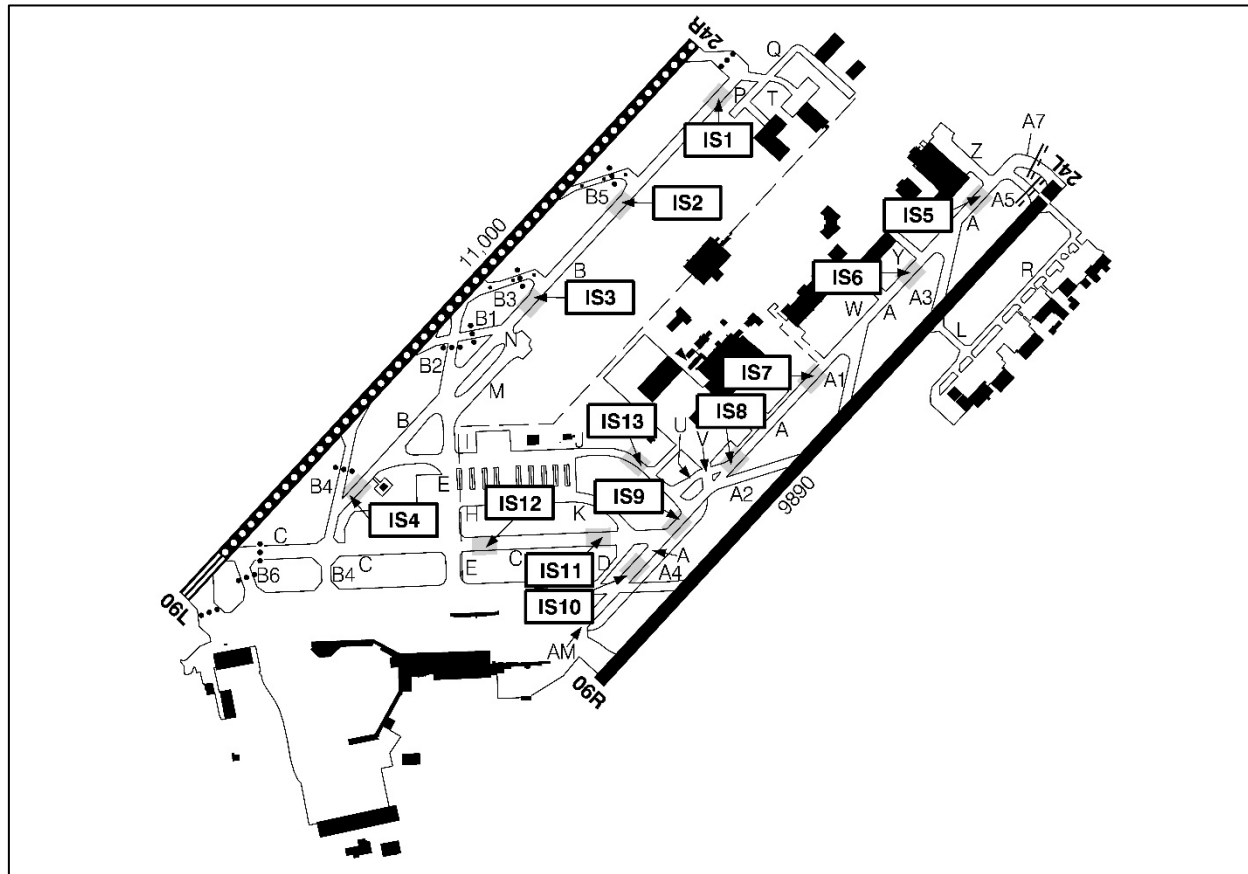 24R
Q
P
T
IS1
A7
Z
24L
B5
IS2
IS5
A5
A
11,000
B
Y
R
IS6
A3
B3
IS3
W
A
B1
N
L
B2
IS7
A1
M
IS8
B
IS13
U
V
A
I
J
B4
E
A2
9890
IS4
IS12
IS9
H
K
C
A
B6
B4
C
E
C
D
IS11
A4
06L
IS10
AM
06R